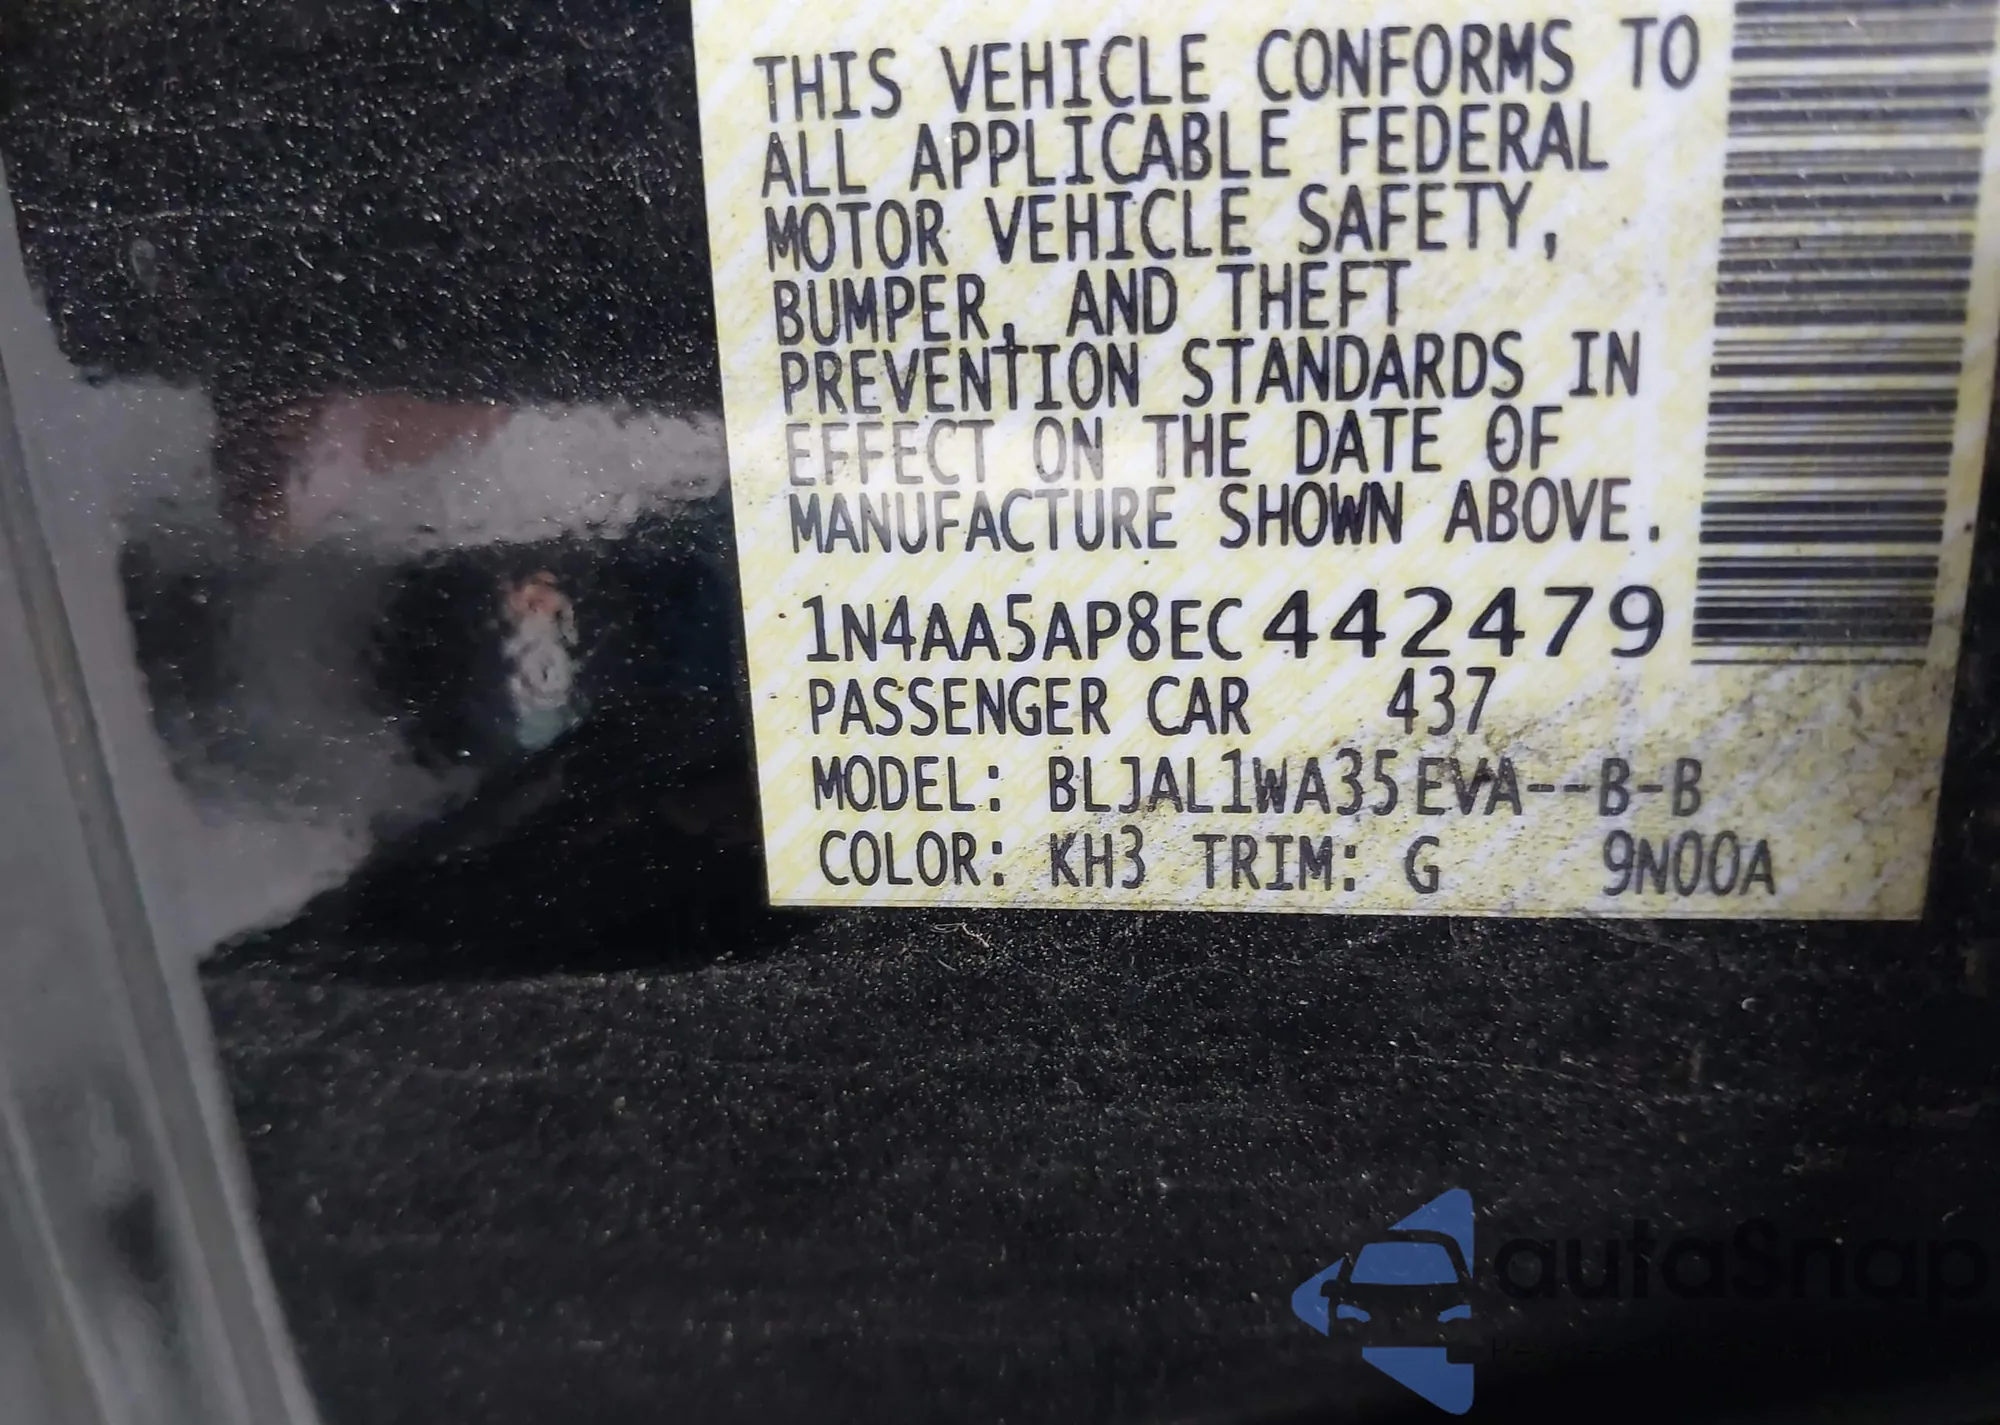 THIS VEHICLE CONFORMS TO
ALL APPLICABLE FEDERAL
MOTOR VEHICLE SAFETY,
BUMPER, AND THEFT
PREVENTION STANDARDS IN
EFFECT ON THE DATE OF
MANUFACTURE SHOWN ABOVE.
1N4AA5AP8EC442479
PASSENGER CAR 437
MODEL: BLJAL1WA35EVA--B-B
COLOR: KH3 TRIM: G 9N00A
autaSnap